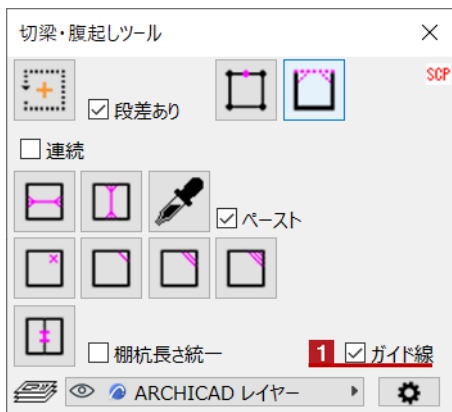 切梁・腹起しツール
SCP
段差あり
連続
ペースト
棚杭長さ統一
1 ガイド線
ARCHICAD レイヤー